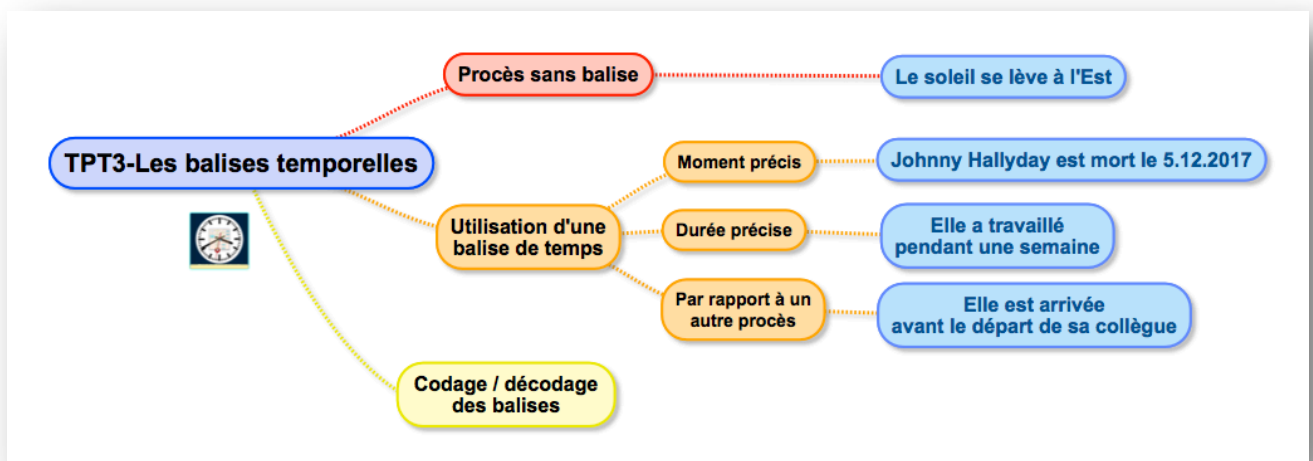 TPT3-Les balises temporelles
Procès sans balise
Le soleil se lève à l'Est
Utilisation d'une
balise de temps
Moment précis
Johnny Hallyday est mort le 5.12.2017
Durée précise
Elle a travaillé
pendant une semaine
Par rapport à un
autre procès
Elle est arrivée
avant le départ de sa collègue
Codage / décodage
des balises